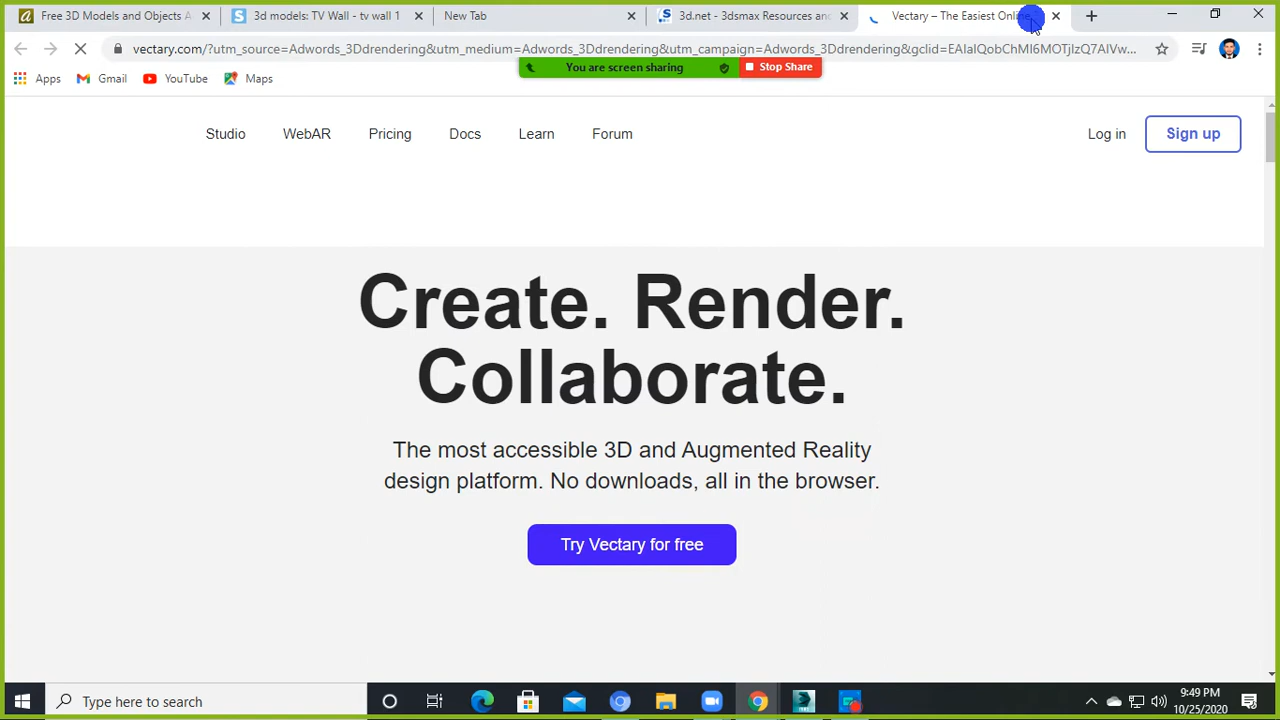 Free 3D Models and Objects A
3d models: TV Wall - tv wall
New Tab
3d.net - 3dsmax Resources and
Vectary – The Easiest Online
vectary.com/?utm_source=Adwords_3Ddrendering&utm_medium=Adwords_3Ddrendering&utm_campaign=Adwords_3Ddrendering&gclid=EAIaIQobChMI6MOTjIzQ7AIVw...
Apps
Gmail
YouTube
Maps
You are screen sharing
Stop Share
Studio
WebAR
Pricing
Docs
Learn
Forum
Log in
Sign up
Create. Render.
Collaborate.
The most accessible 3D and Augmented Reality
design platform. No downloads, all in the browser.
Try Vectary for free
Type here to search
9:49 PM
10/25/2020